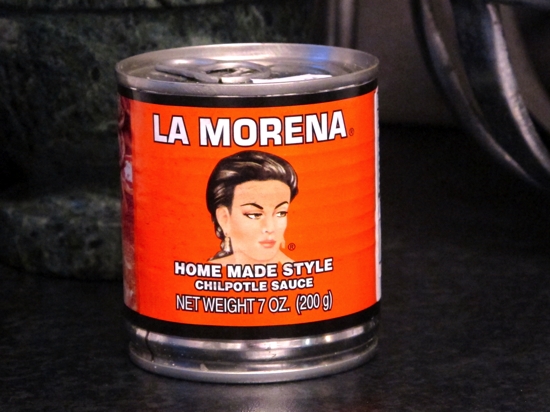 LA MORENA®
®
HOME MADE STYLE
CHILPOTLE SAUCE
NET WEIGHT 7 OZ. (200 g)